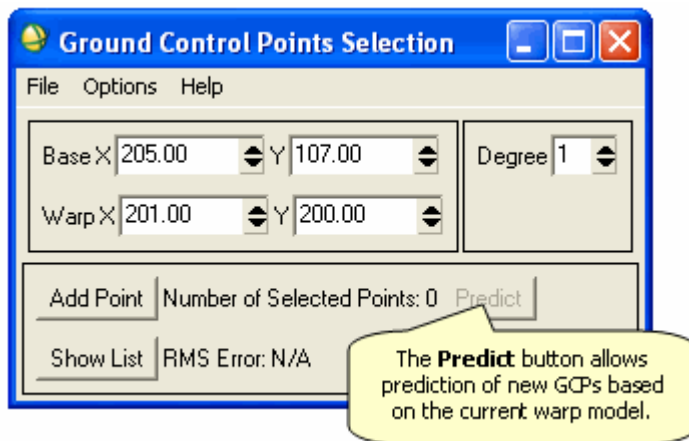 Ground Control Points Selection
File Options Help
Base X 205.00 Y 107.00 Degree 1
Warp X 201.00 Y 200.00
Add Point Number of Selected Points: 0 Predict
Show List RMS Error: N/A
The Predict button allows
prediction of new GCPs based
on the current warp model.